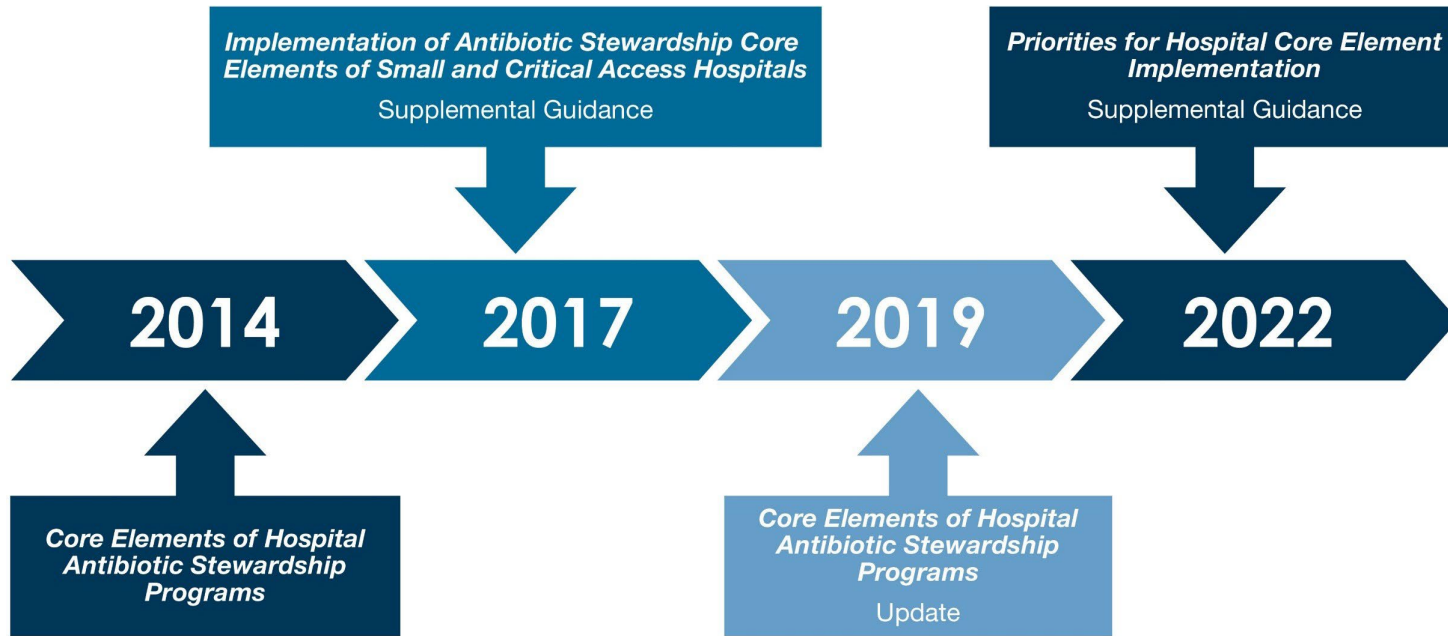 Implementation of Antibiotic Stewardship Core
Elements of Small and Critical Access Hospitals
Supplemental Guidance
Priorities for Hospital Core Element
Implementation
Supplemental Guidance
2014
2017
2019
2022
Core Elements of Hospital
Antibiotic Stewardship
Programs
Core Elements of Hospital
Antibiotic Stewardship
Programs
Update